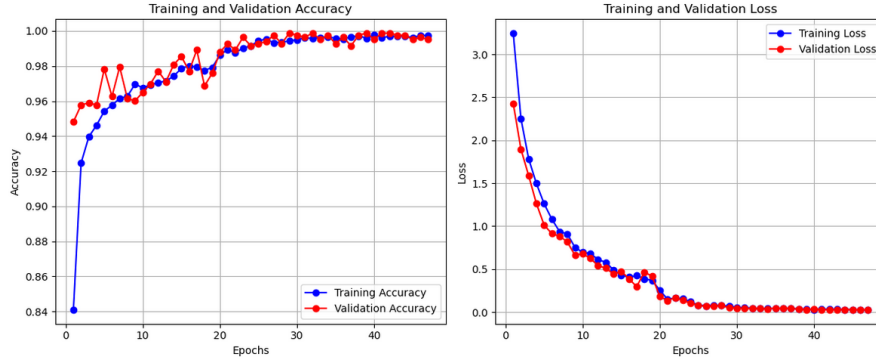 Training and Validation Accuracy
1.00
0.98
0.96
0.94
0.92
0.90
0.88
0.86
0.84
Accuracy
0
10
20
30
40
Epochs
Training Accuracy
Validation Accuracy
Training and Validation Loss
3.0
2.5
2.0
1.5
1.0
0.5
0.0
Loss
0
10
20
30
40
Epochs
Training Loss
Validation Loss